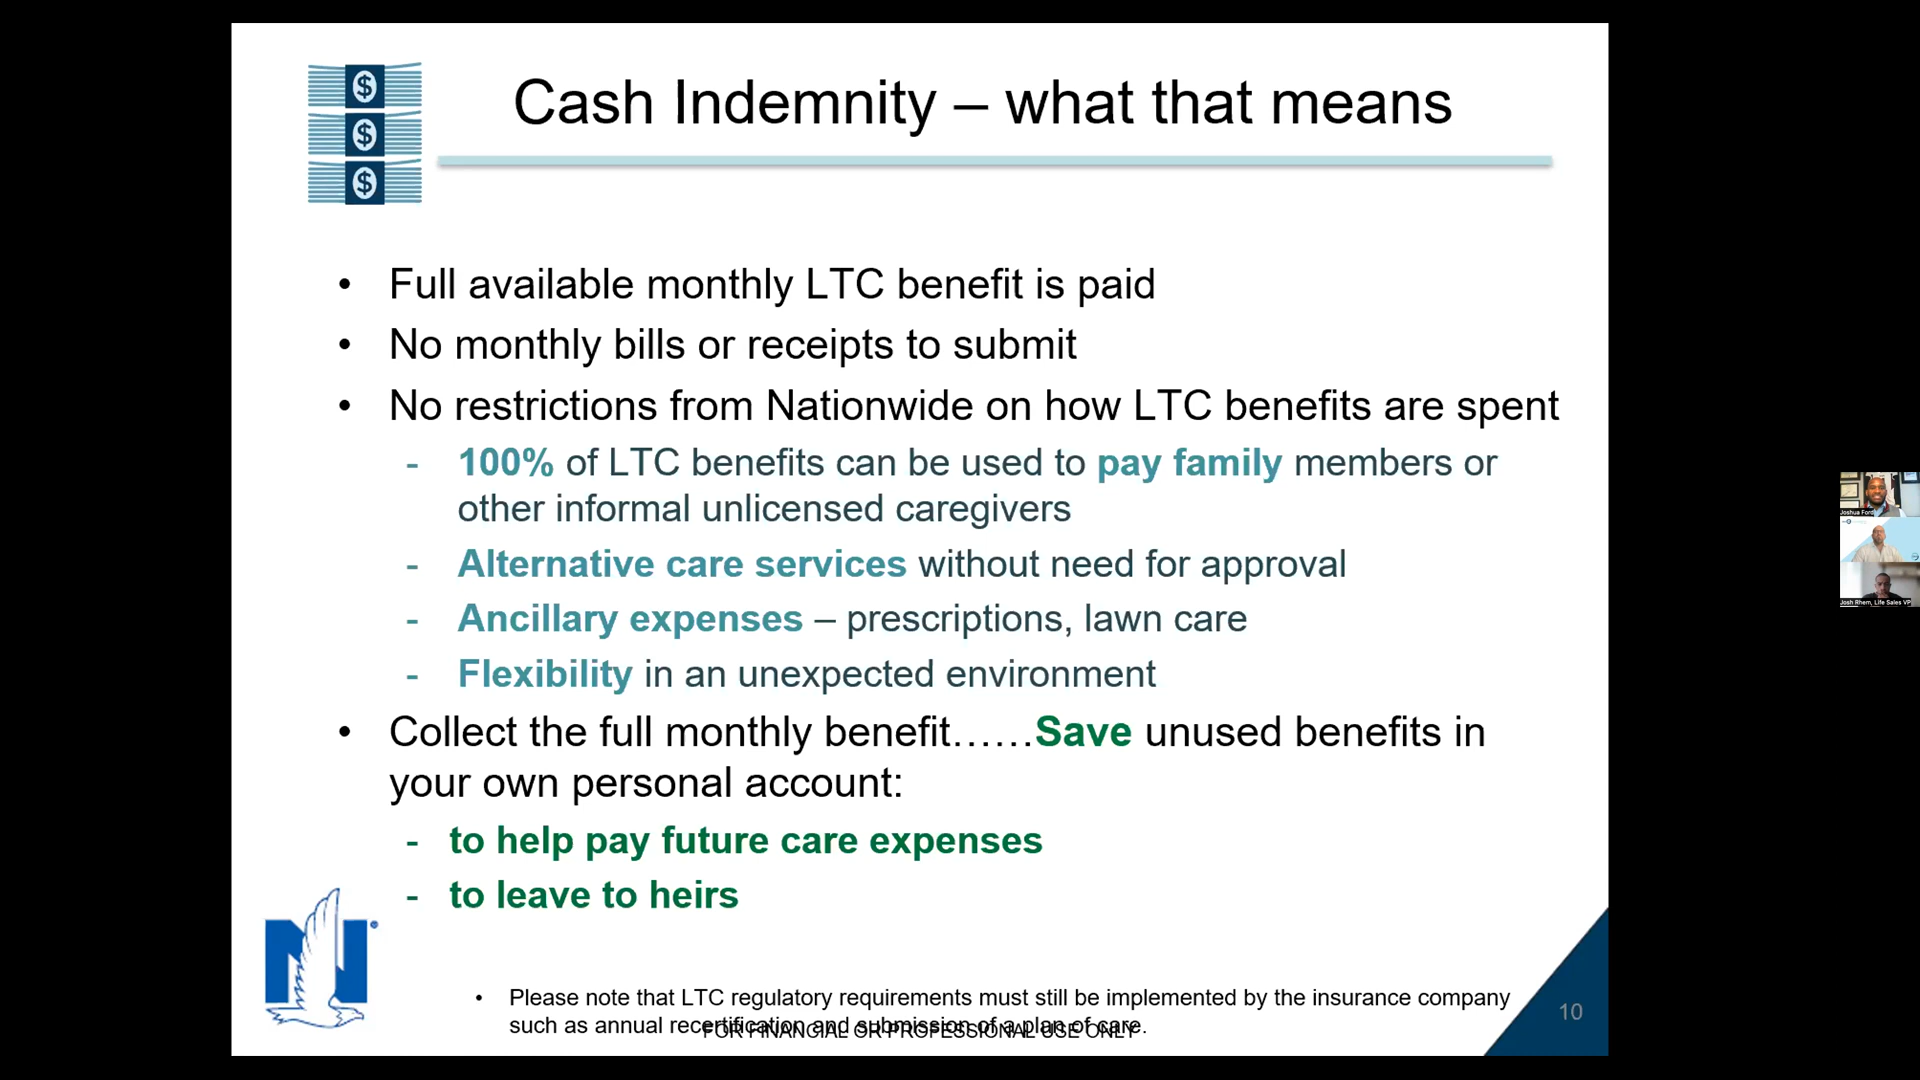 $
$
$
Cash Indemnity – what that means
• Full available monthly LTC benefit is paid
• No monthly bills or receipts to submit
• No restrictions from Nationwide on how LTC benefits are spent
- 100% of LTC benefits can be used to pay family members or
other informal unlicensed caregivers
- Alternative care services without need for approval
- Ancillary expenses – prescriptions, lawn care
- Flexibility in an unexpected environment
• Collect the full monthly benefit……Save unused benefits in
your own personal account:
- to help pay future care expenses
- to leave to heirs
N®
• Please note that LTC regulatory requirements must still be implemented by the insurance company
such as annual recertification and submission of a plan of care.
FOR FINANCIAL OR PROFESSIONAL USE ONLY
10
Joshua Ford
Josh Rhem, Life Sales VP